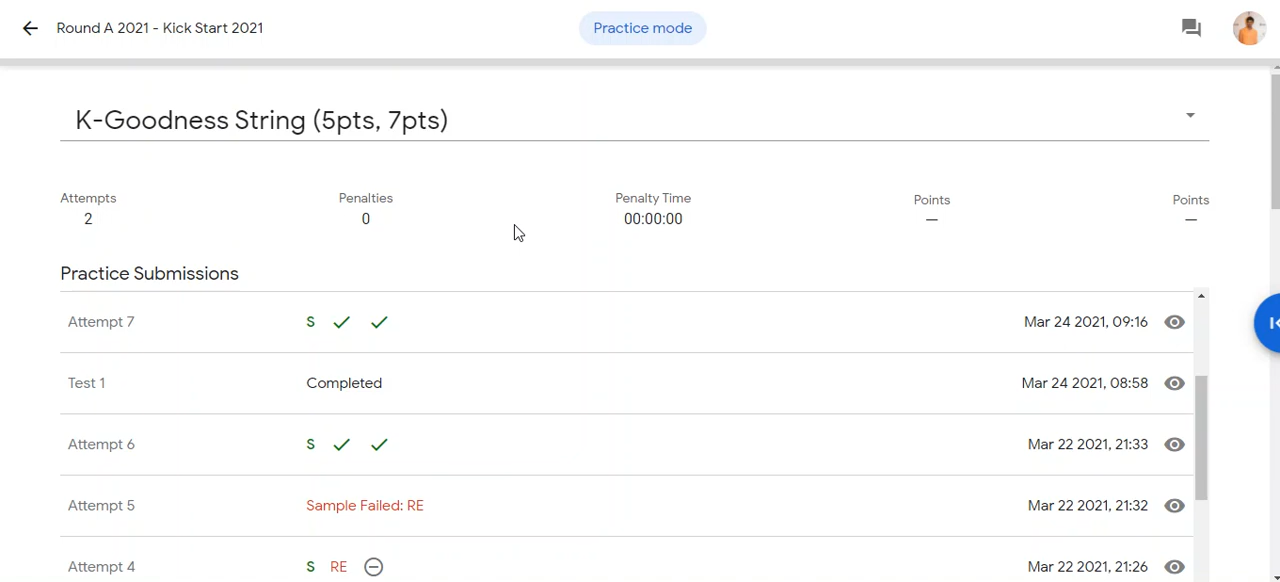 Round A 2021 - Kick Start 2021
Practice mode
K-Goodness String (5pts, 7pts)
Attempts Penalties Penalty Time Points Points
2 0 00:00:00 — —
Practice Submissions
Attempt 7 S Mar 24 2021, 09:16
Test 1 Completed Mar 24 2021, 08:58
Attempt 6 S Mar 22 2021, 21:33
Attempt 5 Sample Failed: RE Mar 22 2021, 21:32
Attempt 4 S RE Mar 22 2021, 21:26